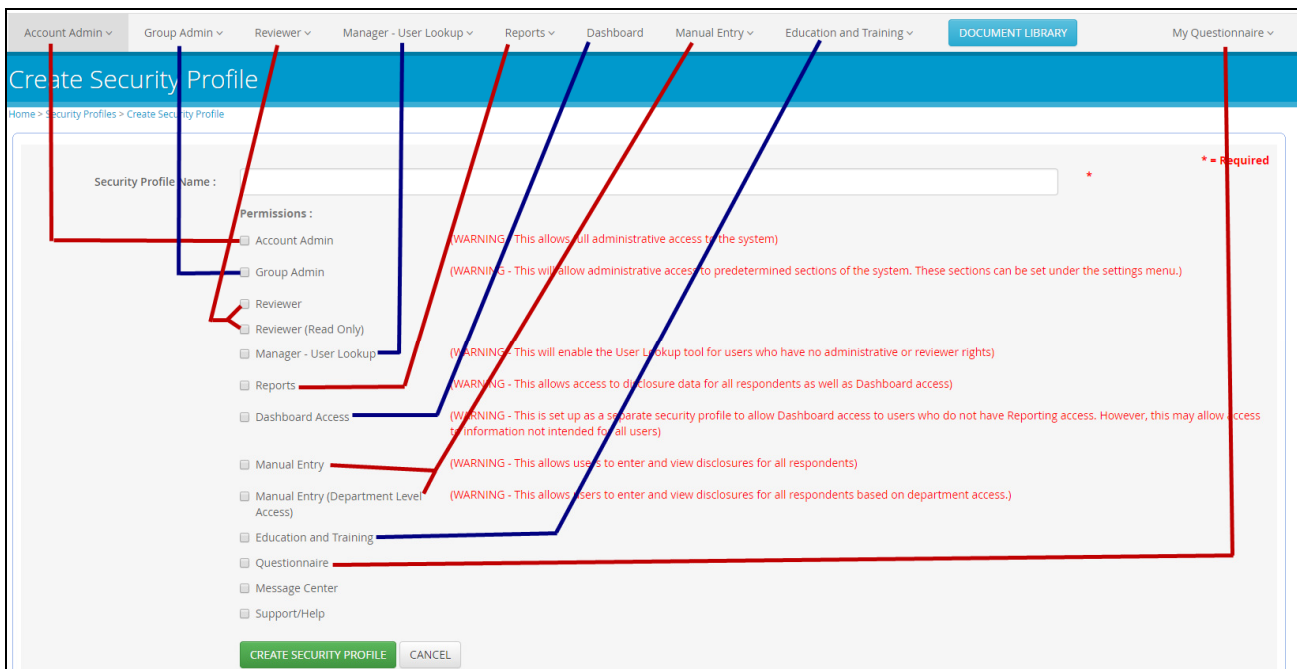 Account Admin Group Admin Reviewer Manager - User Lookup Reports Dashboard Manual Entry Education and Training DOCUMENT LIBRARY My Questionnaire
Create Security Profile
Home > Security Profiles > Create Security Profile
* = Required
Security Profile Name : *
Permissions :
Account Admin (WARNING - This allows full administrative access to the system)
Group Admin (WARNING - This will allow administrative access to predetermined sections of the system. These sections can be set under the settings menu.)
Reviewer
Reviewer (Read Only)
Manager - User Lookup (WARNING - This will enable the User Lookup tool for users who have no administrative or reviewer rights)
Reports (WARNING - This allows access to disclosure data for all respondents as well as Dashboard access)
Dashboard Access (WARNING - This is set up as a separate security profile to allow Dashboard access to users who do not have Reporting access. However, this may allow access
to information not intended for all users)
Manual Entry (WARNING - This allows users to enter and view disclosures for all respondents)
Manual Entry (Department Level (WARNING - This allows users to enter and view disclosures for all respondents based on department access.)
Access)
Education and Training
Questionnaire
Message Center
Support/Help
CREATE SECURITY PROFILE CANCEL